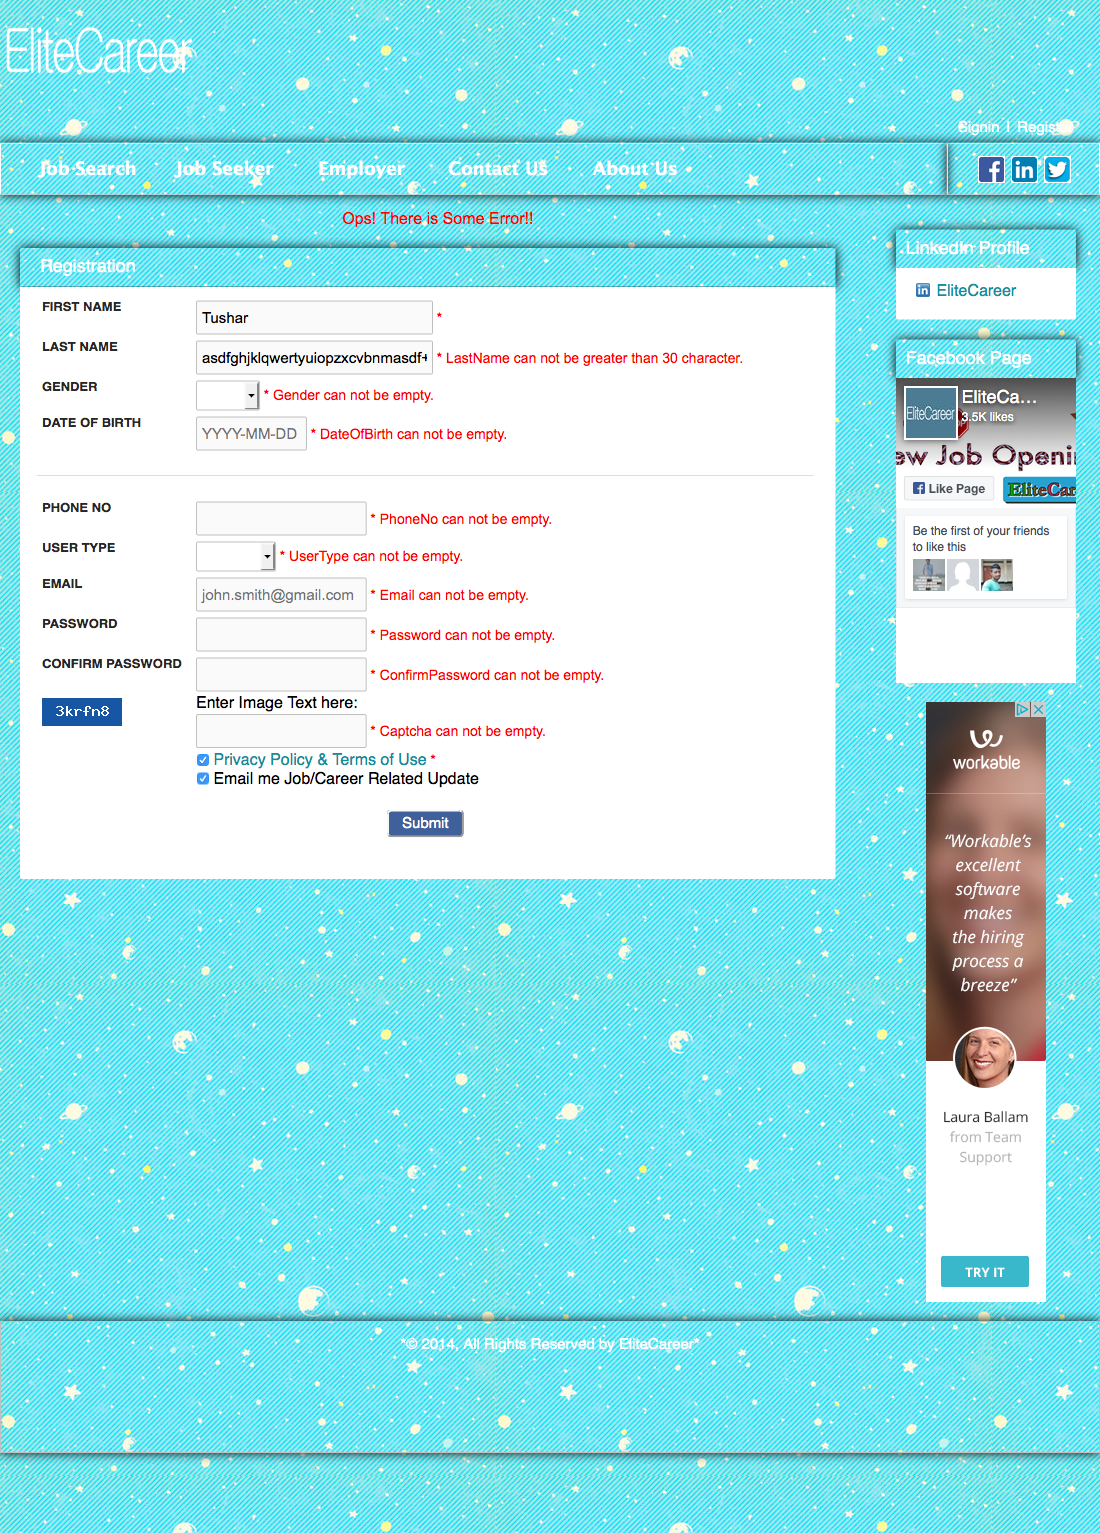 EliteCareer
Signin | Register
Job Search Job Seeker Employer Contact US About Us
Ops! There is Some Error!!
Registration
FIRST NAME Tushar *
LAST NAME asdfghjklqwertyuiopzxcvbnmasdf * LastName can not be greater than 30 character.
GENDER * Gender can not be empty.
DATE OF BIRTH YYYY-MM-DD * DateOfBirth can not be empty.
PHONE NO * PhoneNo can not be empty.
USER TYPE * UserType can not be empty.
EMAIL john.smith@gmail.com * Email can not be empty.
PASSWORD * Password can not be empty.
CONFIRM PASSWORD * ConfirmPassword can not be empty.
3krfn8 Enter Image Text here:
* Captcha can not be empty.
Privacy Policy & Terms of Use *
Email me Job/Career Related Update
Submit
LinkedIn Profile
EliteCareer
Facebook Page
EliteCareer
EliteCa...
3.5K likes
ew Job Openi
Like Page
EliteCar
Be the first of your friends
to like this
workable
“Workable’s
excellent
software
makes
the hiring
process a
breeze”
Laura Ballam
from Team
Support
TRY IT
*© 2014, All Rights Reserved by EliteCareer*